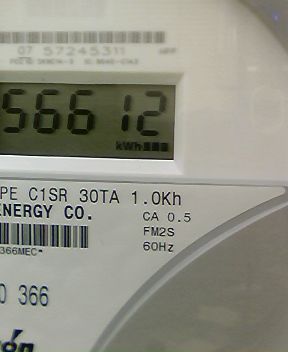 07 57245311
56612
kWh
PE C1SR 30TA 1.0Kh
ENERGY CO.
CA 0.5
FM2S
60Hz
366MEC*
0 366
rón